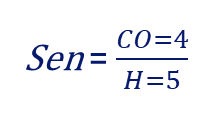 Sen = CO=4
H=5